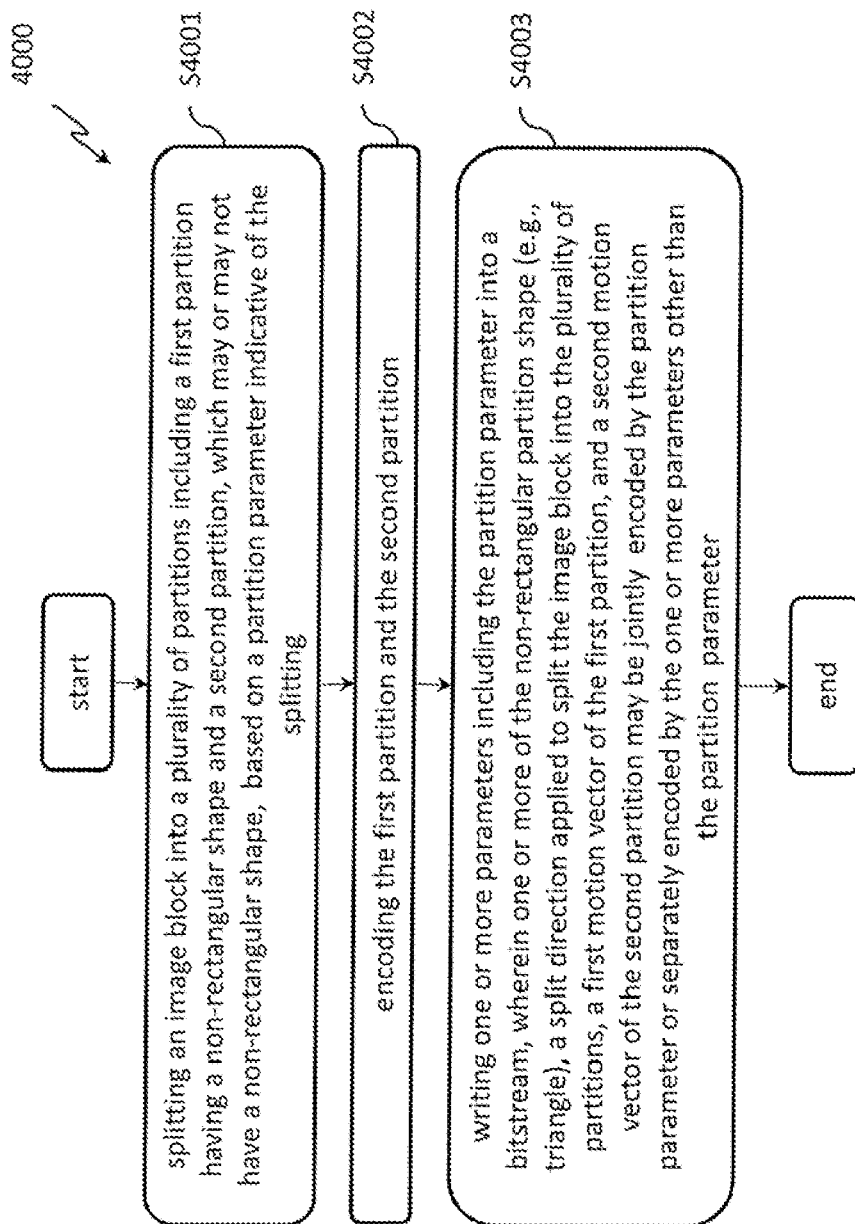 4000
start
splitting an image block into a plurality of partitions including a first partition
having a non-rectangular shape and a second partition, which may or may not
have a non-rectangular shape, based on a partition parameter indicative of the
splitting
S4001
encoding the first partition and the second partition
S4002
writing one or more parameters including the partition parameter into a
bitstream, wherein one or more of the non-rectangular partition shape (e.g.,
triangle), a split direction applied to split the image block into the plurality of
partitions, a first motion vector of the first partition, and a second motion
vector of the second partition may be jointly encoded by the partition
parameter or separately encoded by the one or more parameters other than
the partition parameter
S4003
end